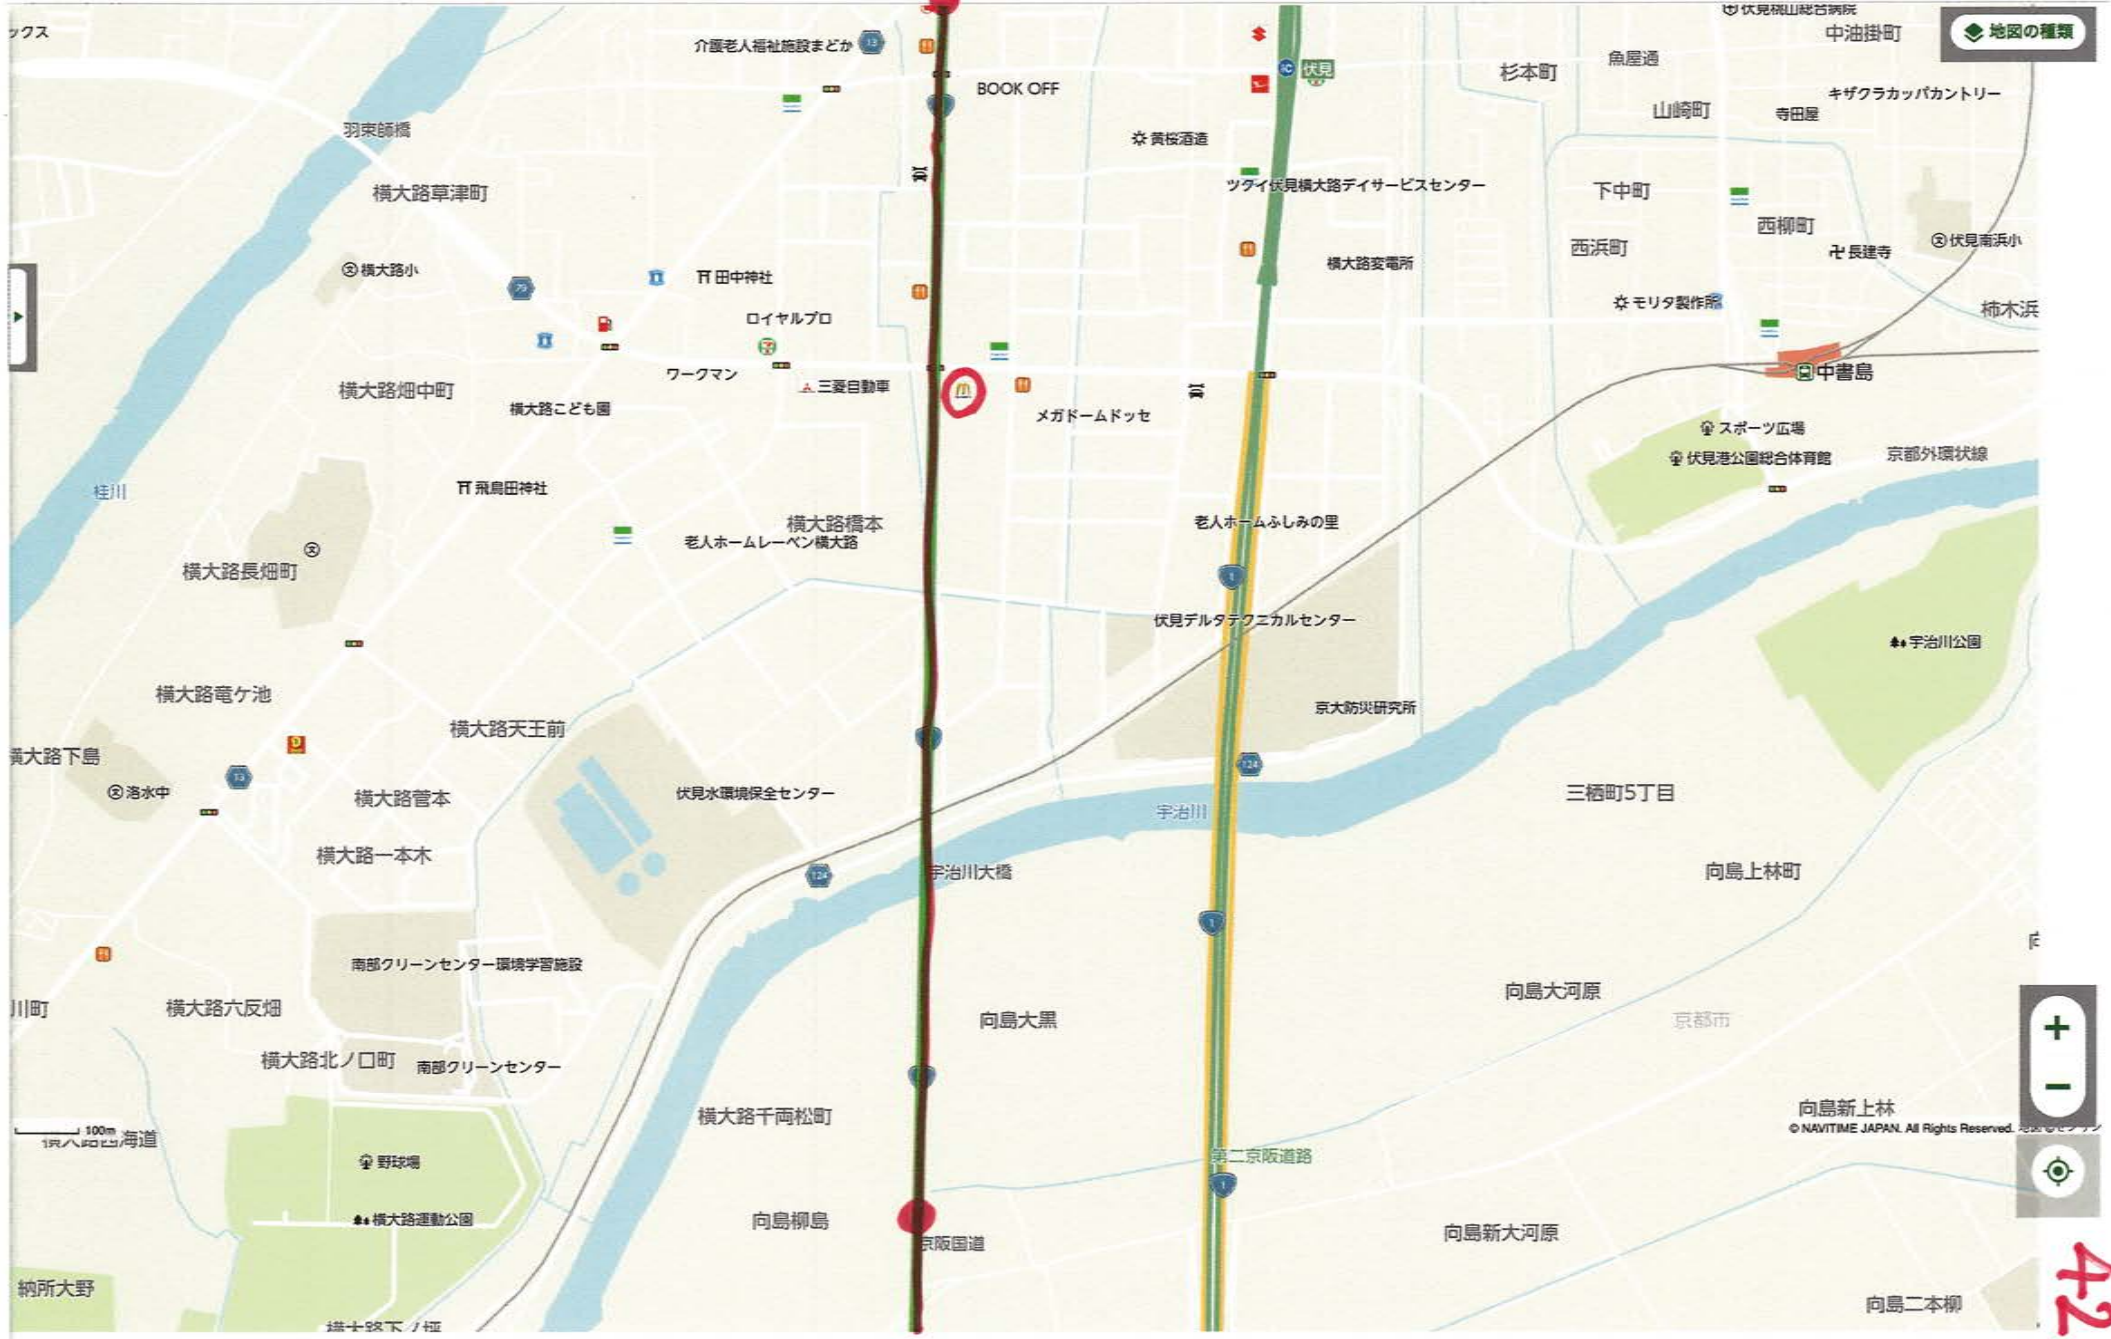 ックス
介護老人福祉施設まどか
13
BOOK OFF
IC
伏見
杉本町
魚屋通
伏見桃山総合病院
中油掛町
地図の種類
キザクラカッパカントリー
山崎町
寺田屋
羽束師橋
黄桜酒造
横大路草津町
ツクイ伏見横大路デイサービスセンター
下中町
西柳町
西浜町
伏見南浜小
長建寺
横大路小
田中神社
横大路変電所
79
モリタ製作所
柿木浜
ロイヤルプロ
ワークマン
三菱自動車
中書島
横大路畑中町
横大路こども園
メガドームドッセ
スポーツ広場
伏見港公園総合体育館
京都外環状線
桂川
飛鳥田神社
横大路橋本
老人ホームレーベン横大路
老人ホームふしみの里
横大路長畑町
1
伏見デルタテクニカルセンター
宇治川公園
横大路竜ケ池
横大路天王前
京大防災研究所
横大路下島
13
124
洛水中
横大路菅本
伏見水環境保全センター
宇治川
三栖町5丁目
横大路一本木
124
宇治川大橋
向島上林町
1
南部クリーンセンター環境学習施設
川町
横大路六反畑
向島大黒
向島大河原
京都市
横大路北ノ口町
南部クリーンセンター
横大路千両松町
向島新上林
100m
© NAVITIME JAPAN. All Rights Reserved.
野球場
第二京阪道路
1
横大路運動公園
向島柳島
京阪国道
向島新大河原
納所大野
向島二本柳
横大路下ノ坪
42